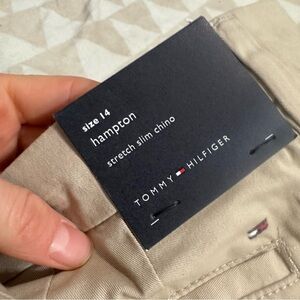 size 14
hampton
stretch slim chino
TOMMY HILFIGER